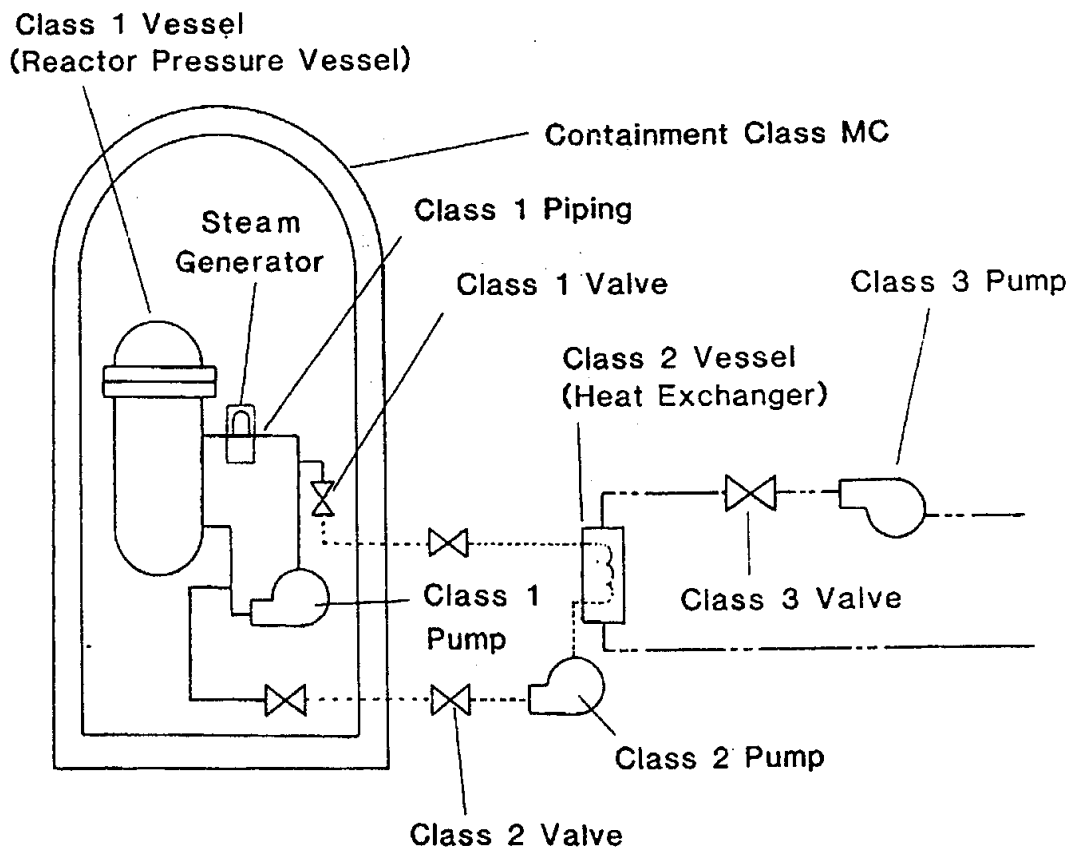 Class 1 Vessel
(Reactor Pressure Vessel)
Containment Class MC
Class 1 Piping
Steam
Generator
Class 1 Valve
Class 3 Pump
Class 2 Vessel
(Heat Exchanger)
Class 1
Pump
Class 3 Valve
Class 2 Pump
Class 2 Valve